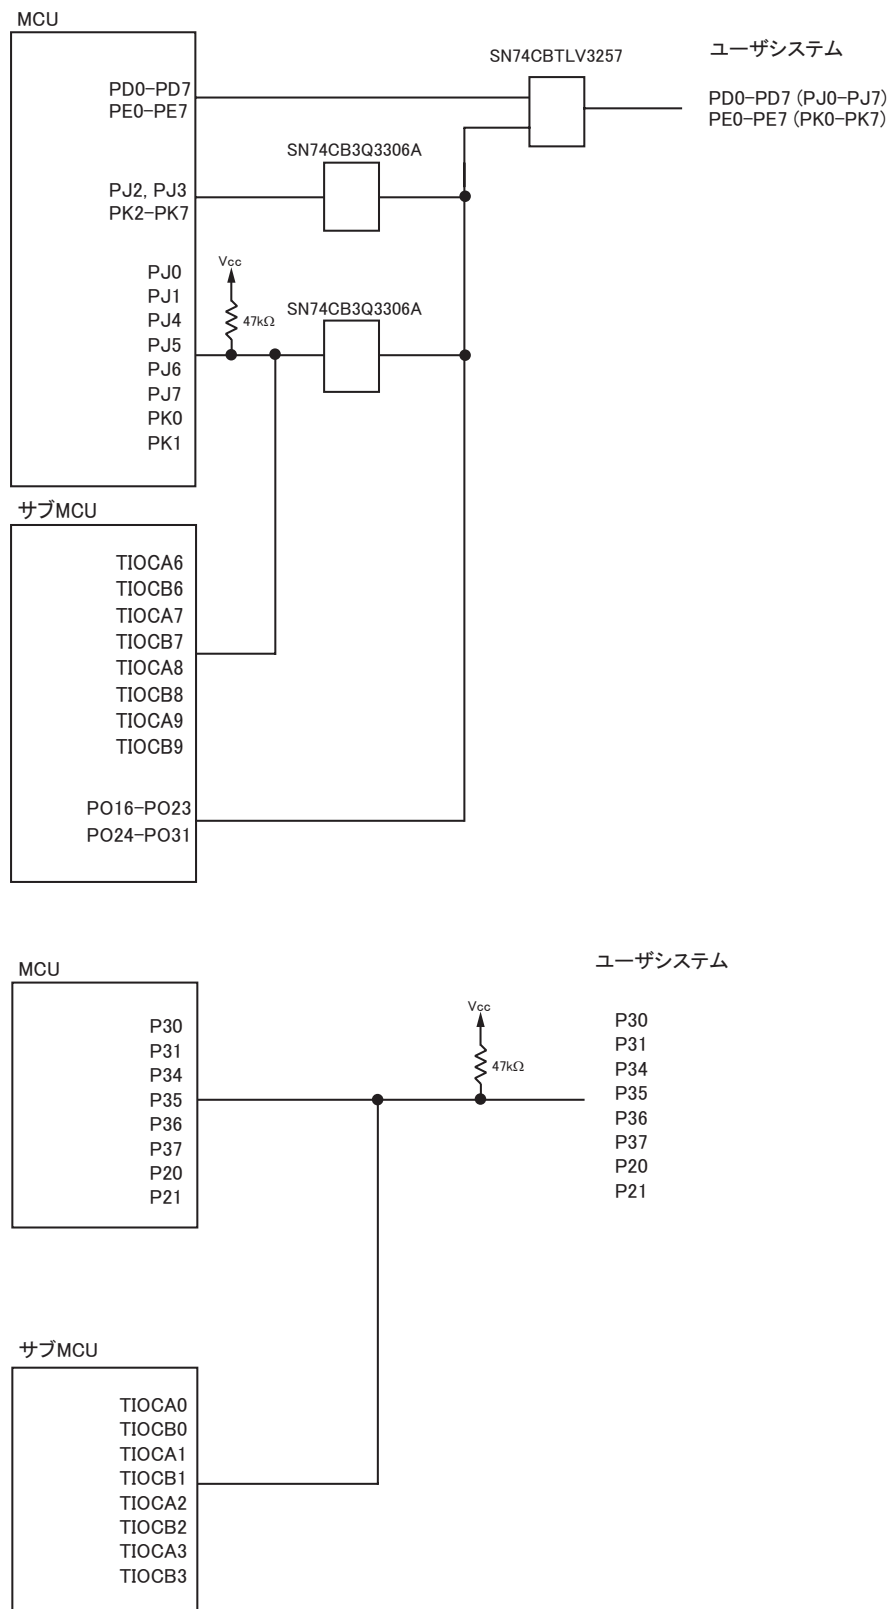 MCU
SN74CBTLV3257
ユーザシステム
PD0-PD7
PE0-PE7
PD0-PD7 (PJ0-PJ7)
PE0-PE7 (PK0-PK7)
SN74CB3Q3306A
PJ2, PJ3
PK2-PK7
Vcc
47kΩ
SN74CB3Q3306A
PJ0
PJ1
PJ4
PJ5
PJ6
PJ7
PK0
PK1
サブMCU
TIOCA6
TIOCB6
TIOCA7
TIOCB7
TIOCA8
TIOCB8
TIOCA9
TIOCB9
PO16-PO23
PO24-PO31
MCU
ユーザシステム
P30
P31
P34
P35
P36
P37
P20
P21
Vcc
47kΩ
P30
P31
P34
P35
P36
P37
P20
P21
サブMCU
TIOCA0
TIOCB0
TIOCA1
TIOCB1
TIOCA2
TIOCB2
TIOCA3
TIOCB3